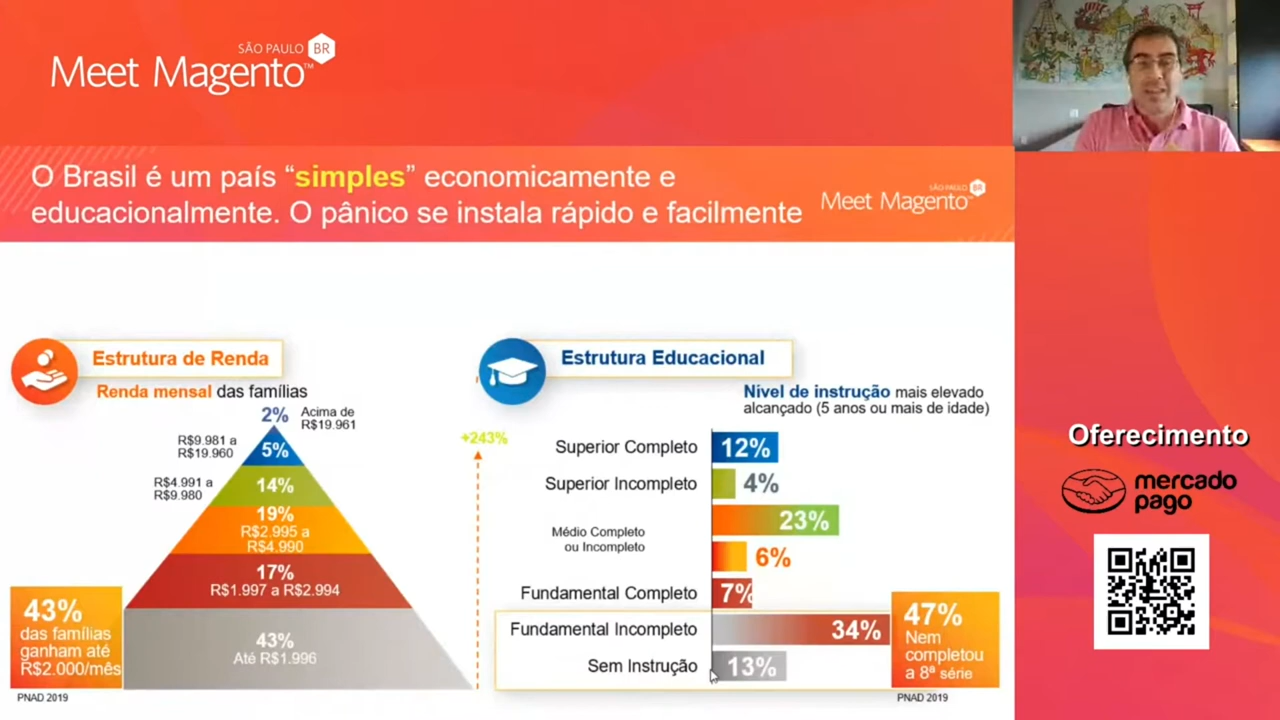 SÃO PAULO BR
Meet Magento™
O Brasil é um país “simples” economicamente e
educacionalmente. O pânico se instala rápido e facilmente
SÃO PAULO BR
Meet Magento™
Estrutura de Renda
Renda mensal das famílias
2%
Acima de
R$19.961
R$9.981 a
R$19.960
5%
R$4.991 a
R$9.980
14%
19%
R$2.995 a
R$4.990
17%
R$1.997 a R$2.994
43%
Até R$1.996
43%
das famílias
ganham até
R$2.000/mês
PNAD 2019
+243%
Estrutura Educacional
Nível de instrução mais elevado
alcançado (5 anos ou mais de idade)
Superior Completo
12%
Superior Incompleto
4%
Médio Completo
ou Incompleto
23%
6%
Fundamental Completo
7%
Fundamental Incompleto
34%
Sem Instrução
13%
47%
Nem
completou
a 8ª série
PNAD 2019
Oferecimento
mercado
pago